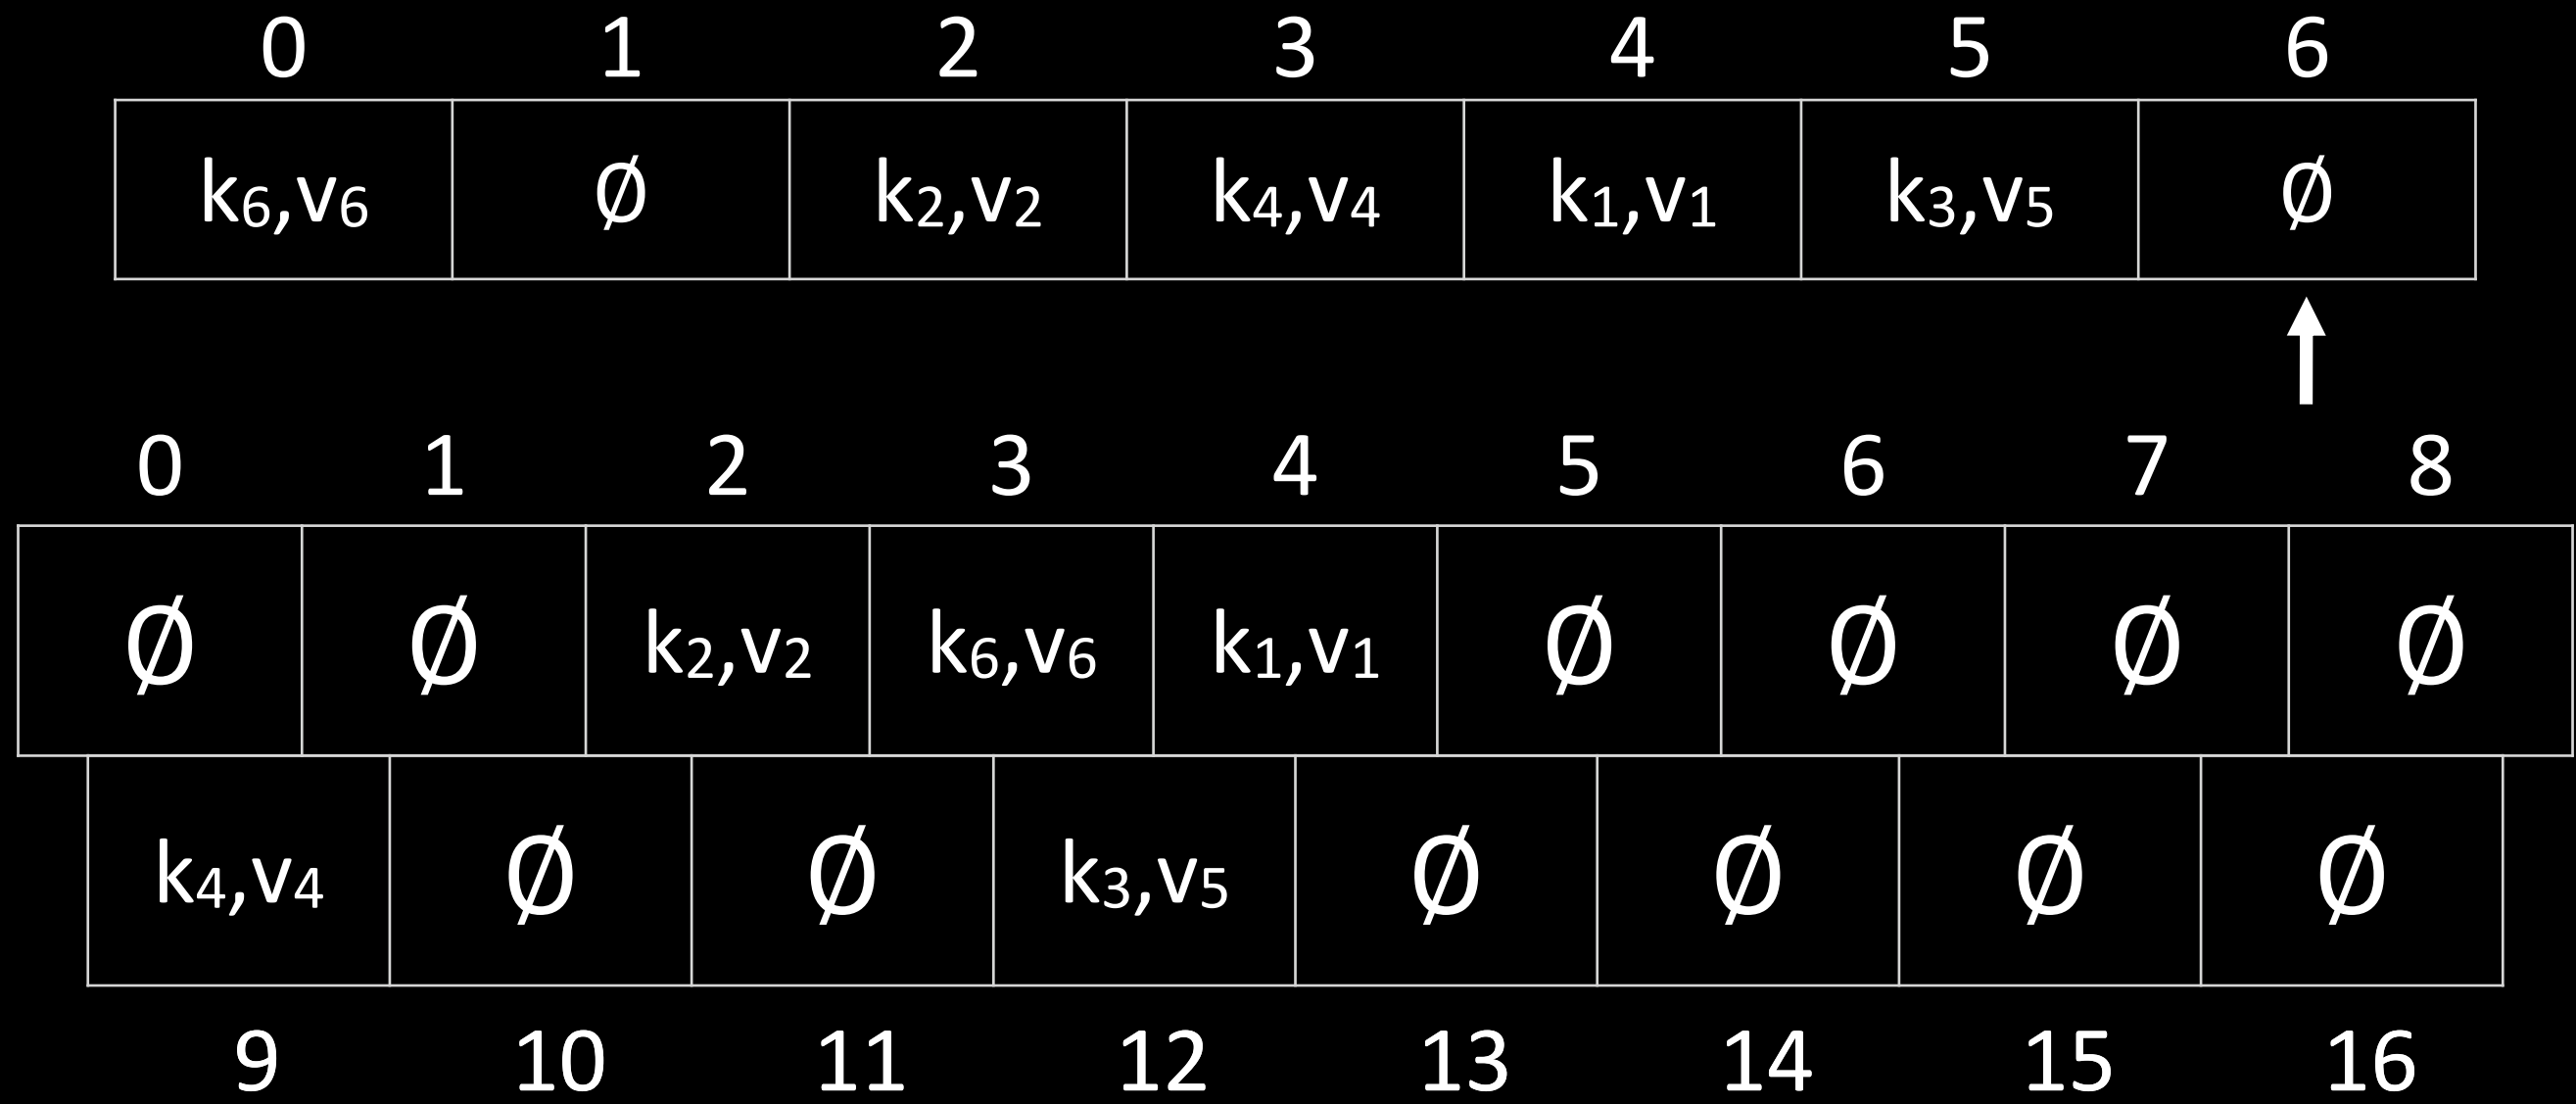 0 1 2 3 4 5 6
k₆,v₆ Ø k₂,v₂ k₄,v₄ k₁,v₁ k₃,v₅ Ø
0 1 2 3 4 5 6 7 8
Ø Ø k₂,v₂ k₆,v₆ k₁,v₁ Ø Ø Ø Ø
k₄,v₄ Ø Ø k₃,v₅ Ø Ø Ø Ø
9 10 11 12 13 14 15 16